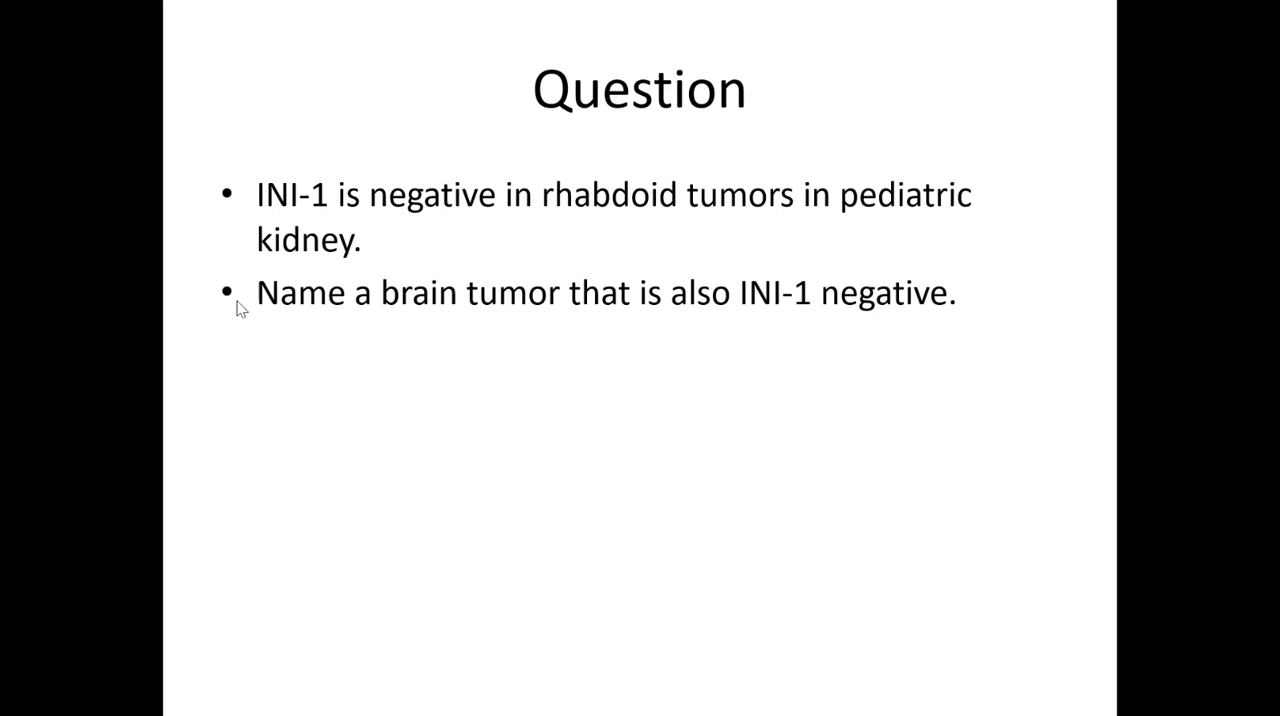 Question
• INI-1 is negative in rhabdoid tumors in pediatric
kidney.
• Name a brain tumor that is also INI-1 negative.